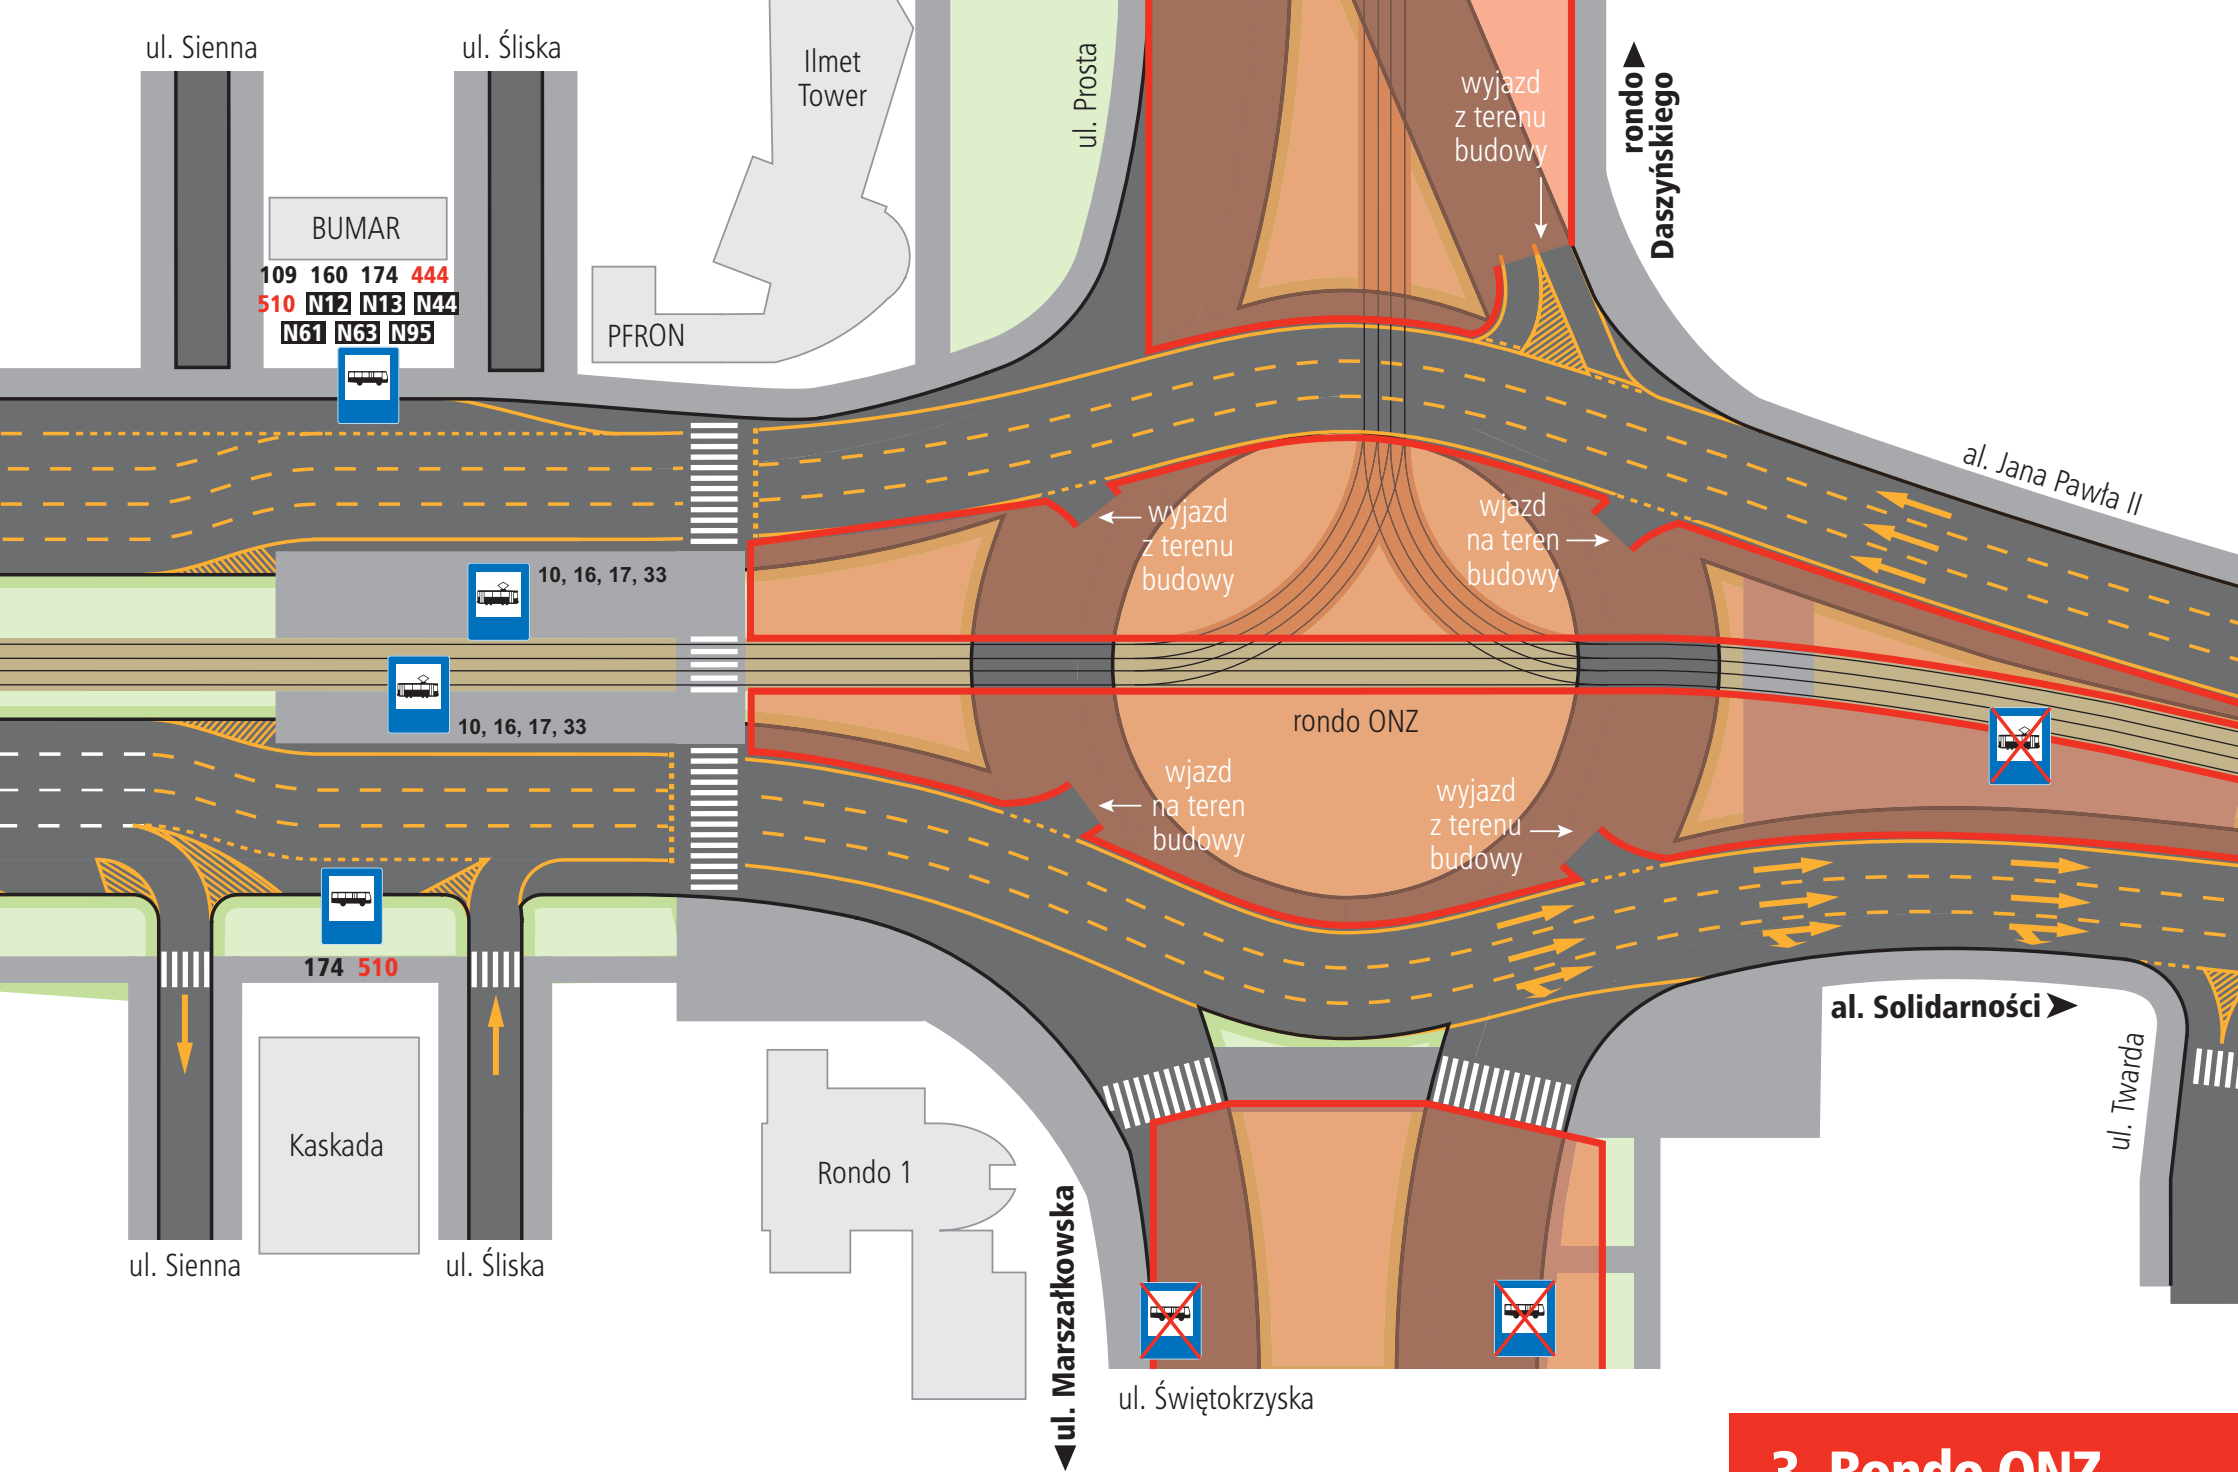 ul. Sienna
ul. Śliska
Ilmet
Tower
ul. Prosta
wyjazd
z terenu
budowy
rondo
Daszyńskiego
BUMAR
109 160 174 444
510 N12 N13 N44
N61 N63 N95
PFRON
al. Jana Pawła II
wyjazd
z terenu
budowy
wjazd
na teren
budowy
10, 16, 17, 33
10, 16, 17, 33
rondo ONZ
wjazd
na teren
budowy
wyjazd
z terenu
budowy
174 510
al. Solidarności
ul. Twarda
Kaskada
Rondo 1
ul. Marszałkowska
ul. Sienna
ul. Śliska
ul. Świętokrzyska
3. Rondo ONZ